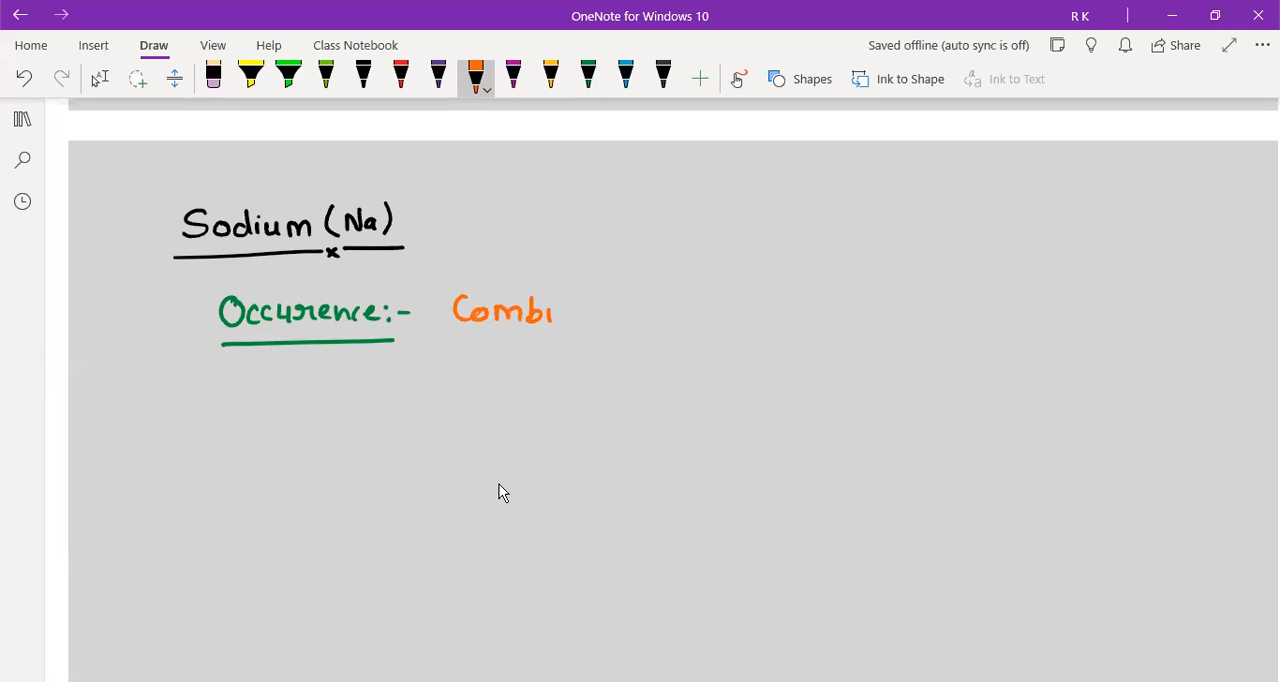 OneNote for Windows 10
R K
Home Insert Draw View Help Class Notebook
Saved offline (auto sync is off) Share
Shapes Ink to Shape Ink to Text
Sodium (Na)
Occurence:- Combi